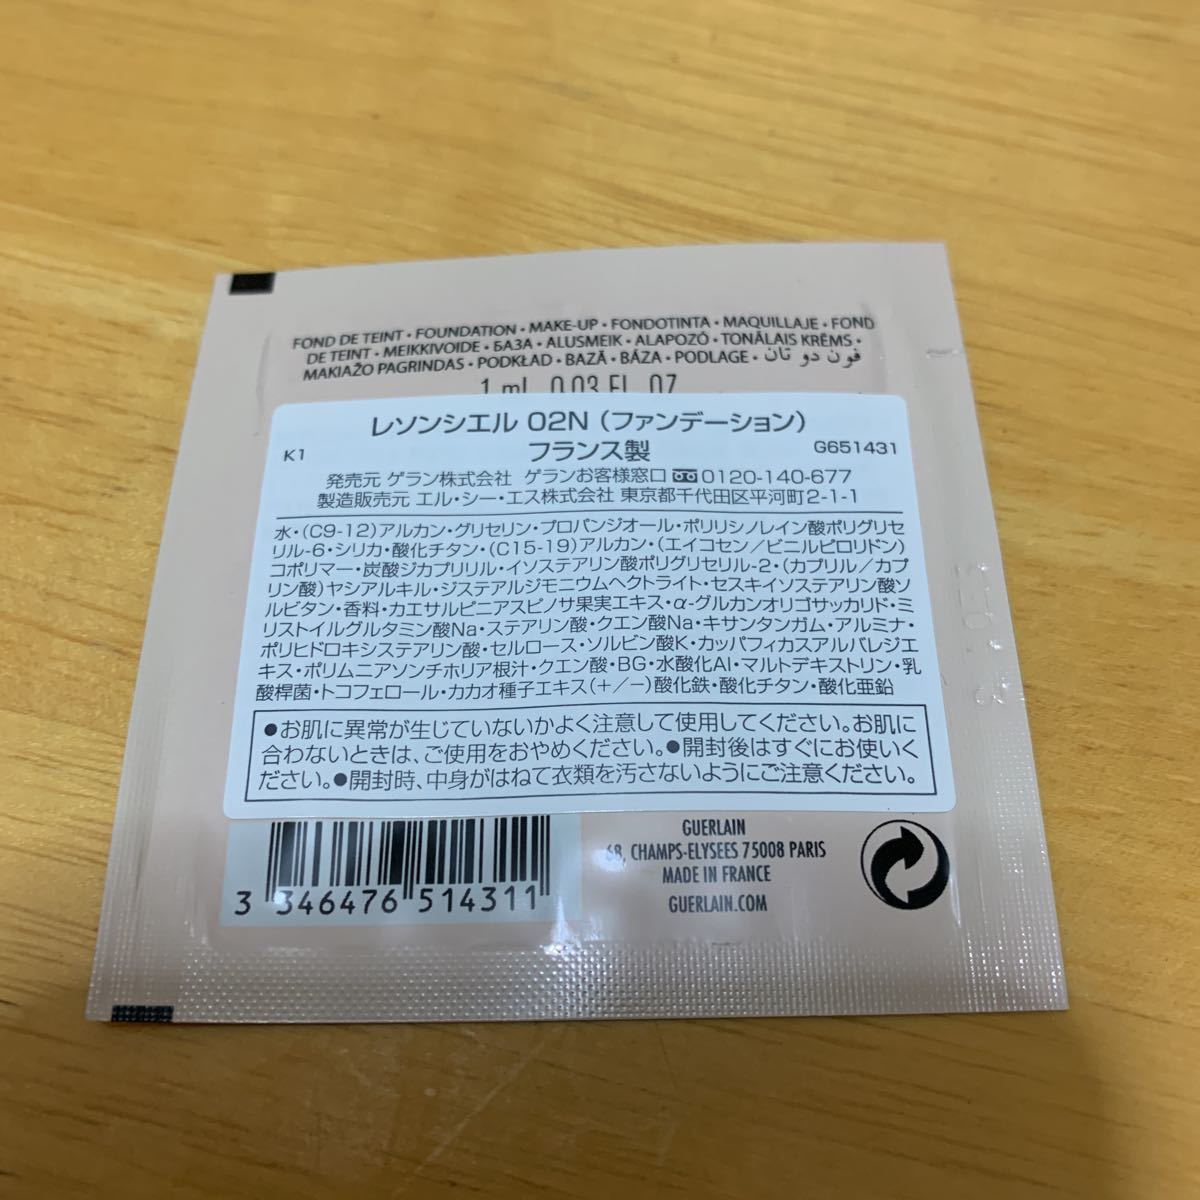 FOND DE TEINT • FOUNDATION • MAKE-UP • FONDOTINTA • MAQUILLAJE • FOND
DE TEINT • MEIKKIVOIDE • БАЗА • ALUSMEIK • ALAPOZÓ • TONĀLAIS KRĒMS •
MAKIAŽO PAGRINDAS • PODKŁAD • BAZĂ • BÁZA • PODLAGE • فون دو تان
1 ml 0.03 FL. OZ
レソンシエル 02N (ファンデーション)
K1 フランス製 G651431
発売元 ゲラン株式会社 ゲランお客様窓口 0120-140-677
製造販売元 エル・シー・エス株式会社 東京都千代田区平河町2-1-1
水・(C9-12)アルカン・グリセリン・プロパンジオール・ポリリシノレイン酸ポリグリセ
リル-6・シリカ・酸化チタン・(C15-19)アルカン・(エイコセン/ビニルピロリドン)
コポリマー・炭酸ジカプリリル・イソステアリン酸ポリグリセリル-2・(カプリル/カプ
リン酸)ヤシアルキル・ジステアルジモニウムヘクトライト・セスキイソステアリン酸ソ
ルビタン・香料・カエサルピニアスピノサ果実エキス・α-グルカンオリゴサッカリド・ミ
リストイルグルタミン酸Na・ステアリン酸・クエン酸Na・キサンタンガム・アルミナ・
ポリヒドロキシステアリン酸・セルロース・ソルビン酸K・カッパフィカスアルバレジエ
キス・ポリムニアソンチホリア根汁・クエン酸・BG・水酸化Al・マルトデキストリン・乳
酸桿菌・トコフェロール・カカオ種子エキス(+/−)酸化鉄・酸化チタン・酸化亜鉛
●お肌に異常が生じていないかよく注意して使用してください。お肌に
合わないときは、ご使用をおやめください。●開封後はすぐにお使いく
ださい。●開封時、中身がはねて衣類を汚さないようにご注意ください。
3 346476 514311
GUERLAIN
68, CHAMPS-ELYSEES 75008 PARIS
MADE IN FRANCE
GUERLAIN.COM